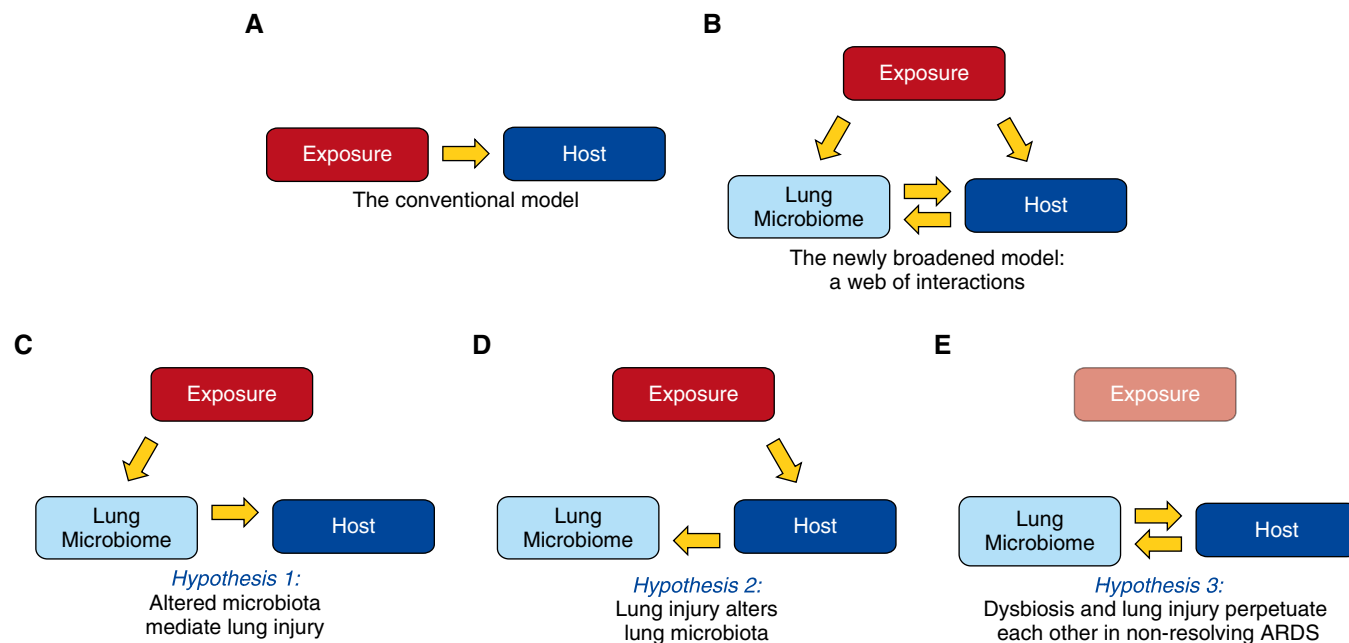 A
Exposure
Host
The conventional model
B
Exposure
Lung
Microbiome
Host
The newly broadened model:
a web of interactions
C
Exposure
Lung
Microbiome
Host
Hypothesis 1:
Altered microbiota
mediate lung injury
D
Exposure
Lung
Microbiome
Host
Hypothesis 2:
Lung injury alters
lung microbiota
E
Exposure
Lung
Microbiome
Host
Hypothesis 3:
Dysbiosis and lung injury perpetuate
each other in non-resolving ARDS